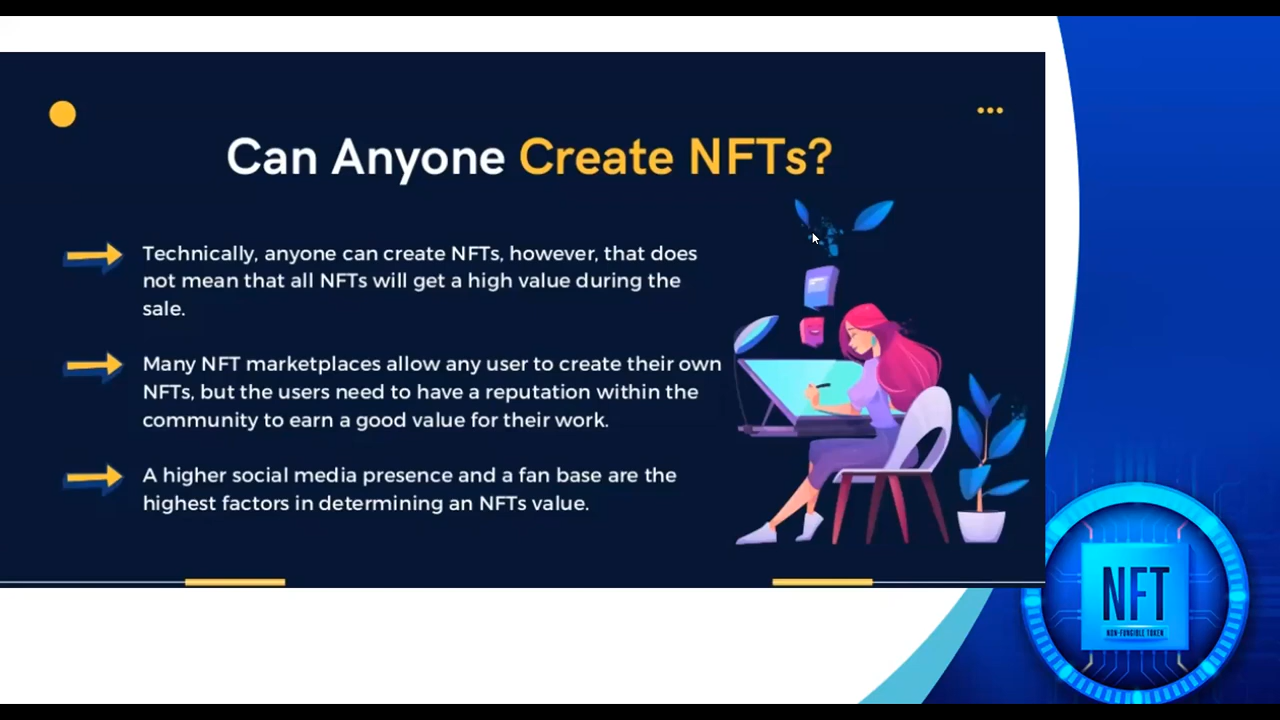 Can Anyone Create NFTs?
Technically, anyone can create NFTs, however, that does
not mean that all NFTs will get a high value during the
sale.
Many NFT marketplaces allow any user to create their own
NFTs, but the users need to have a reputation within the
community to earn a good value for their work.
A higher social media presence and a fan base are the
highest factors in determining an NFTs value.
NFT
NON-FUNGIBLE TOKEN